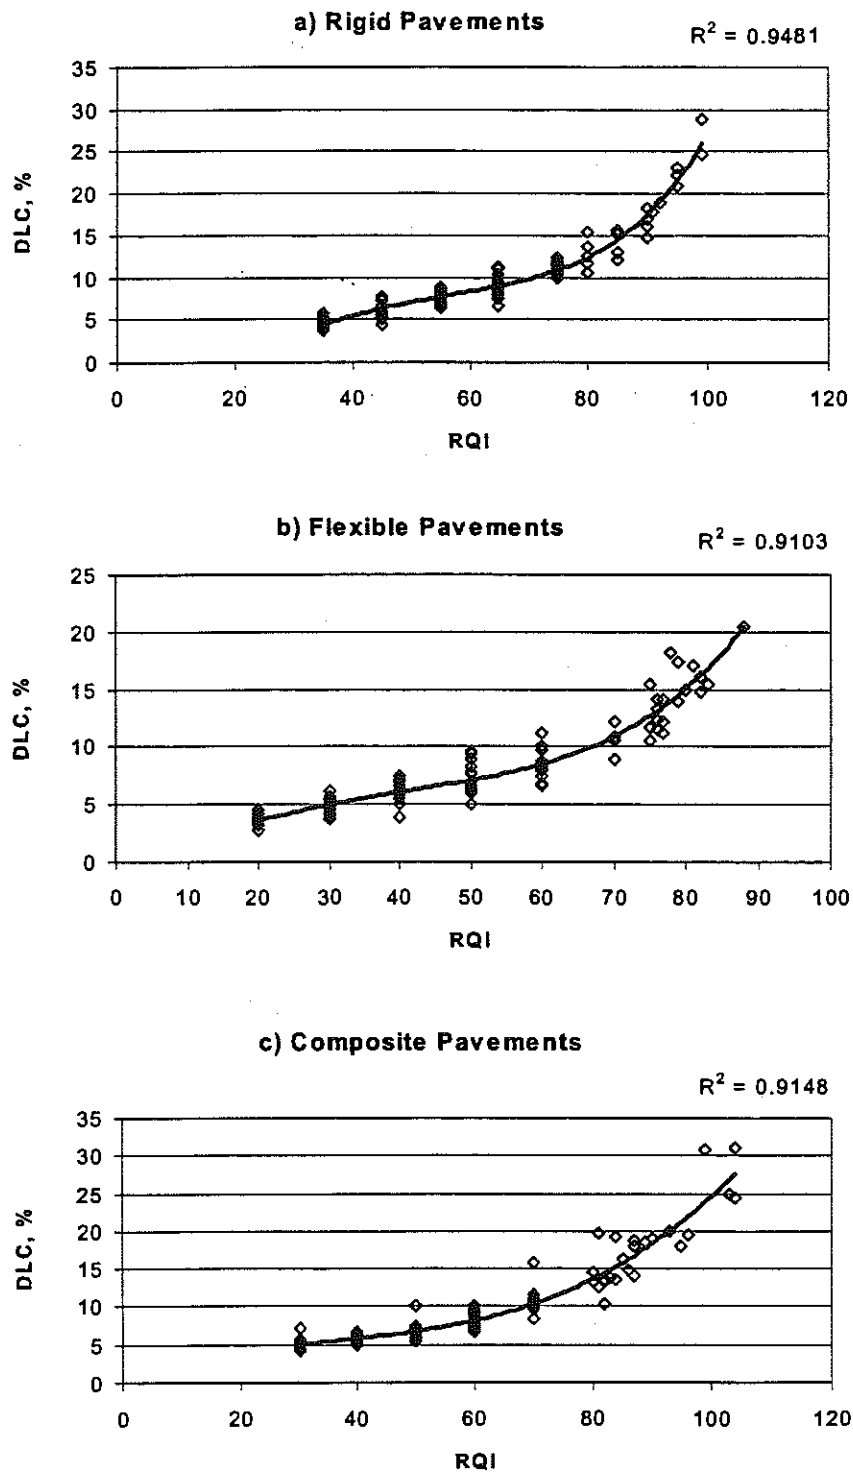 a) Rigid Pavements
R² = 0.9481
35
30
25
20
15
10
5
0
DLC, %
0 20 40 60 80 100 120
RQI
b) Flexible Pavements
R² = 0.9103
25
20
15
10
5
0
DLC, %
0 10 20 30 40 50 60 70 80 90 100
RQI
c) Composite Pavements
R² = 0.9148
35
30
25
20
15
10
5
0
DLC, %
0 20 40 60 80 100 120
RQI